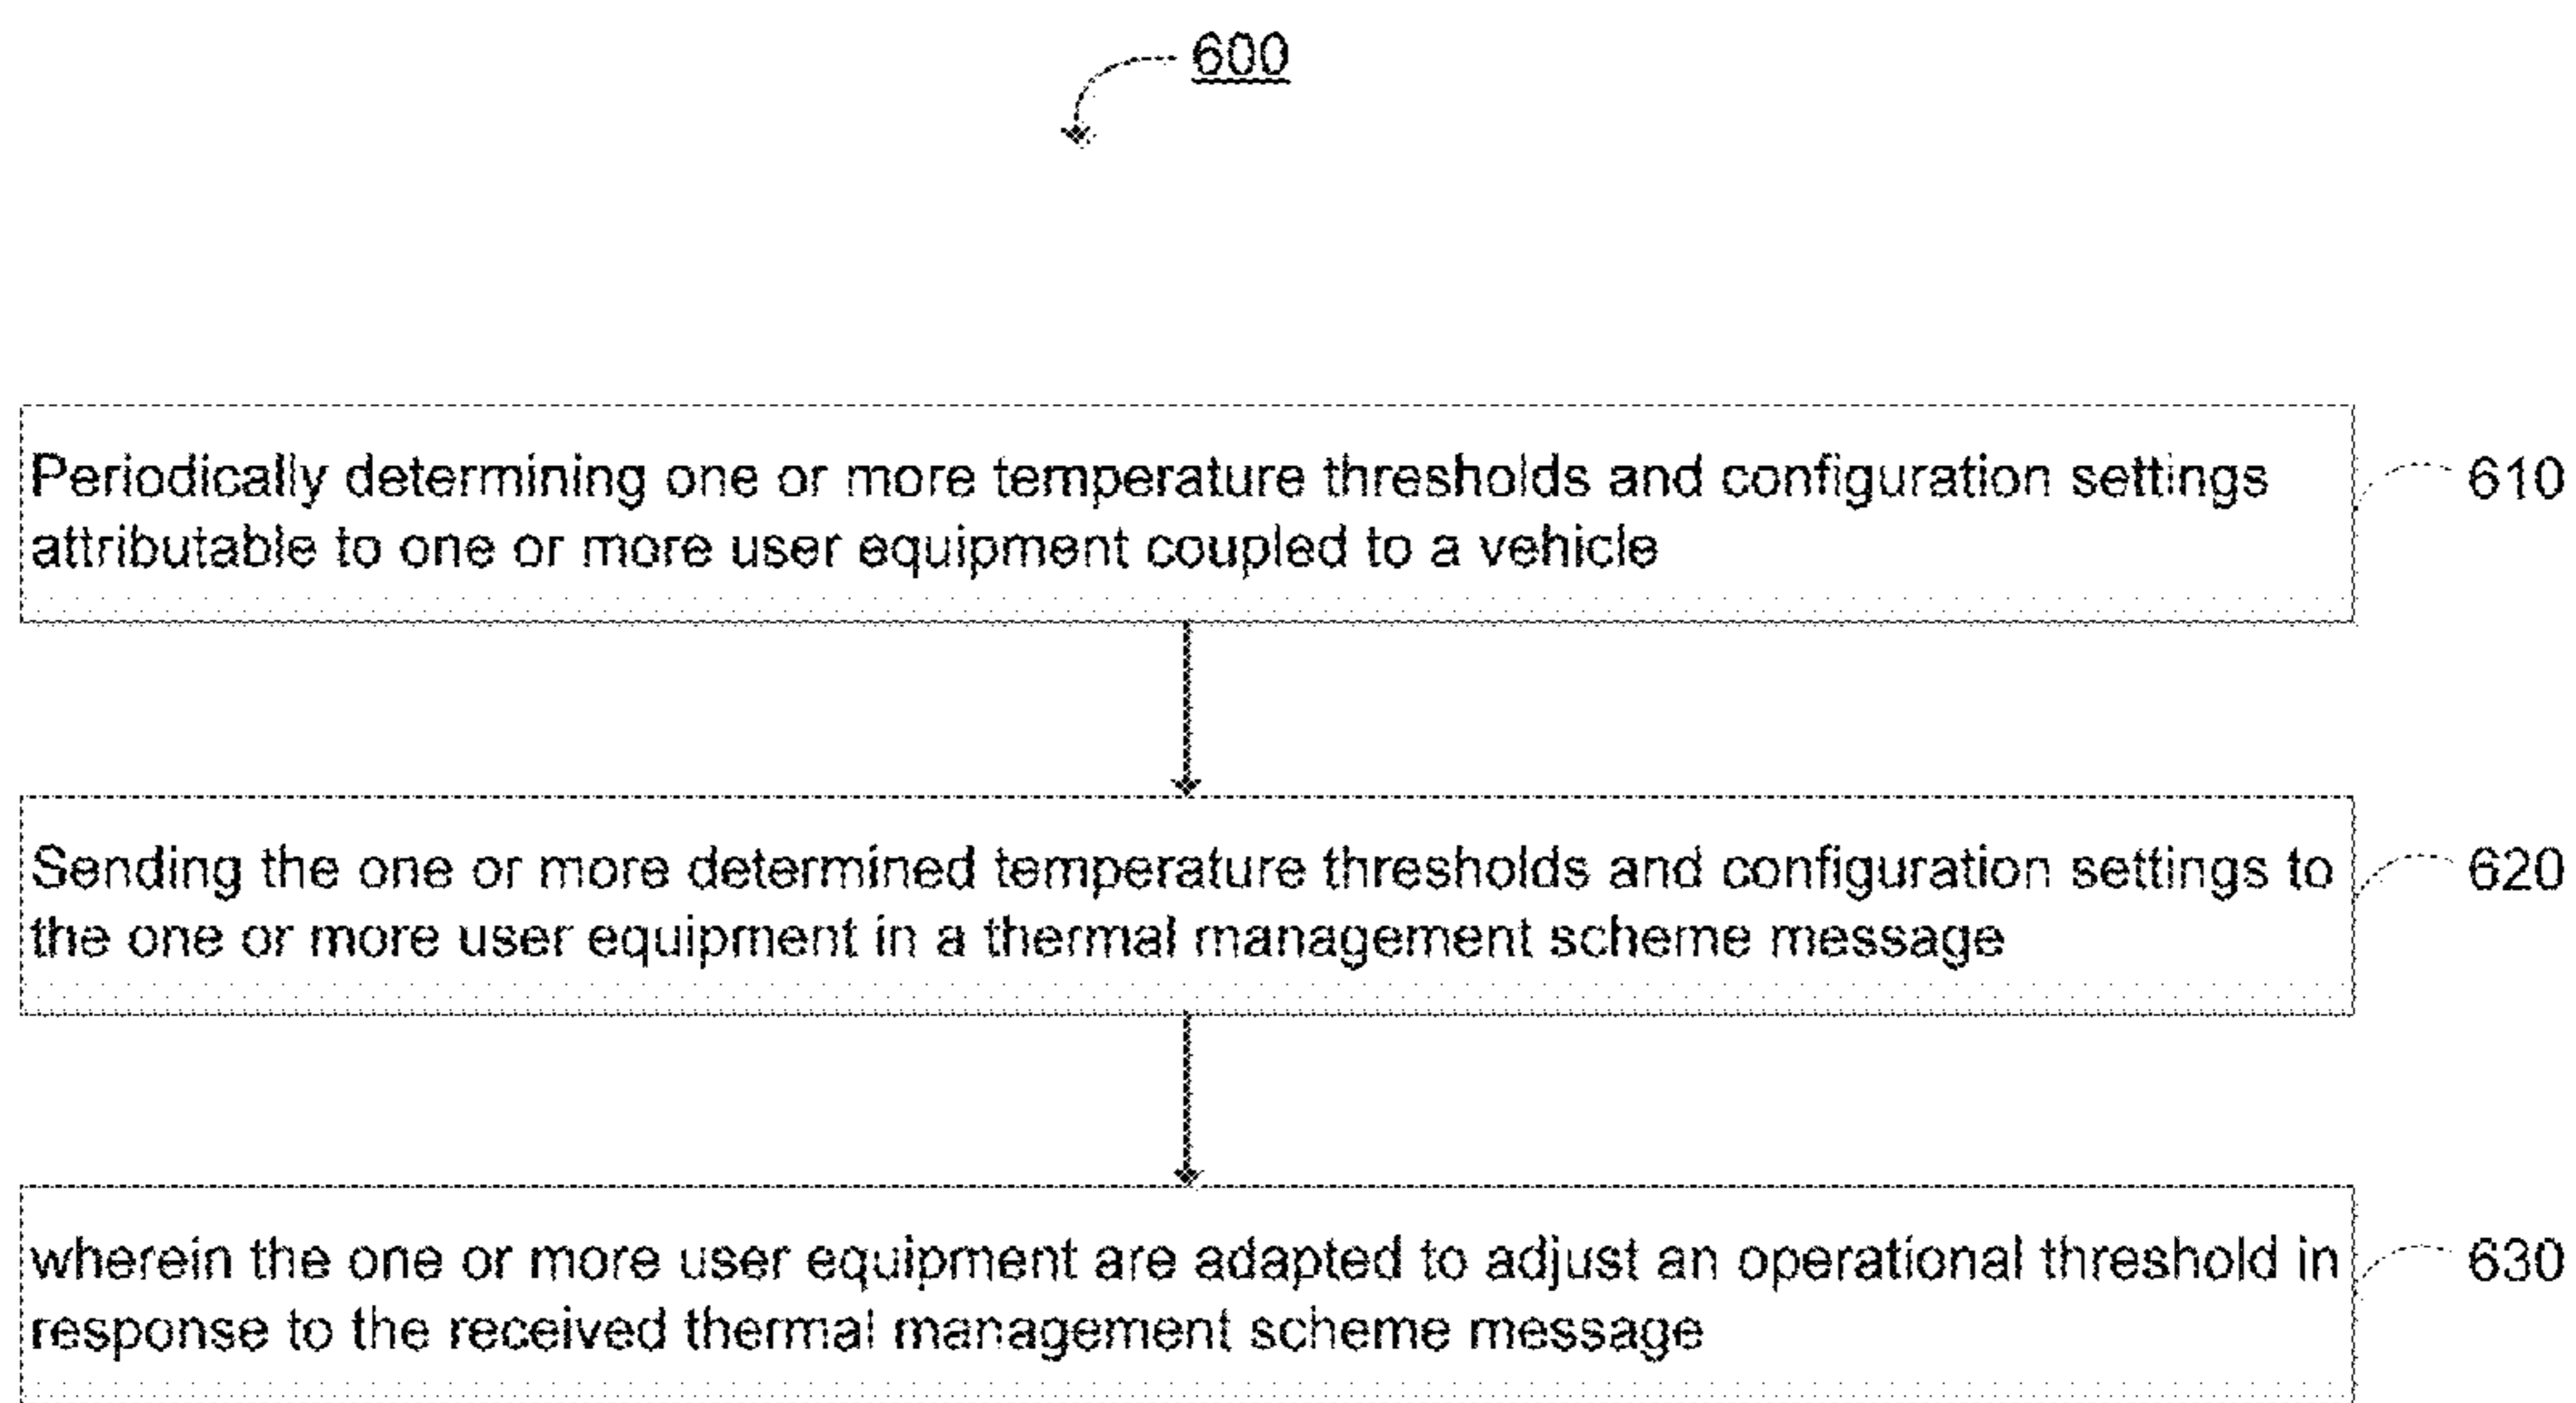 600
Periodically determining one or more temperature thresholds and configuration settings
attributable to one or more user equipment coupled to a vehicle
610
Sending the one or more determined temperature thresholds and configuration settings to
the one or more user equipment in a thermal management scheme message
620
wherein the one or more user equipment are adapted to adjust an operational threshold in
response to the received thermal management scheme message
630